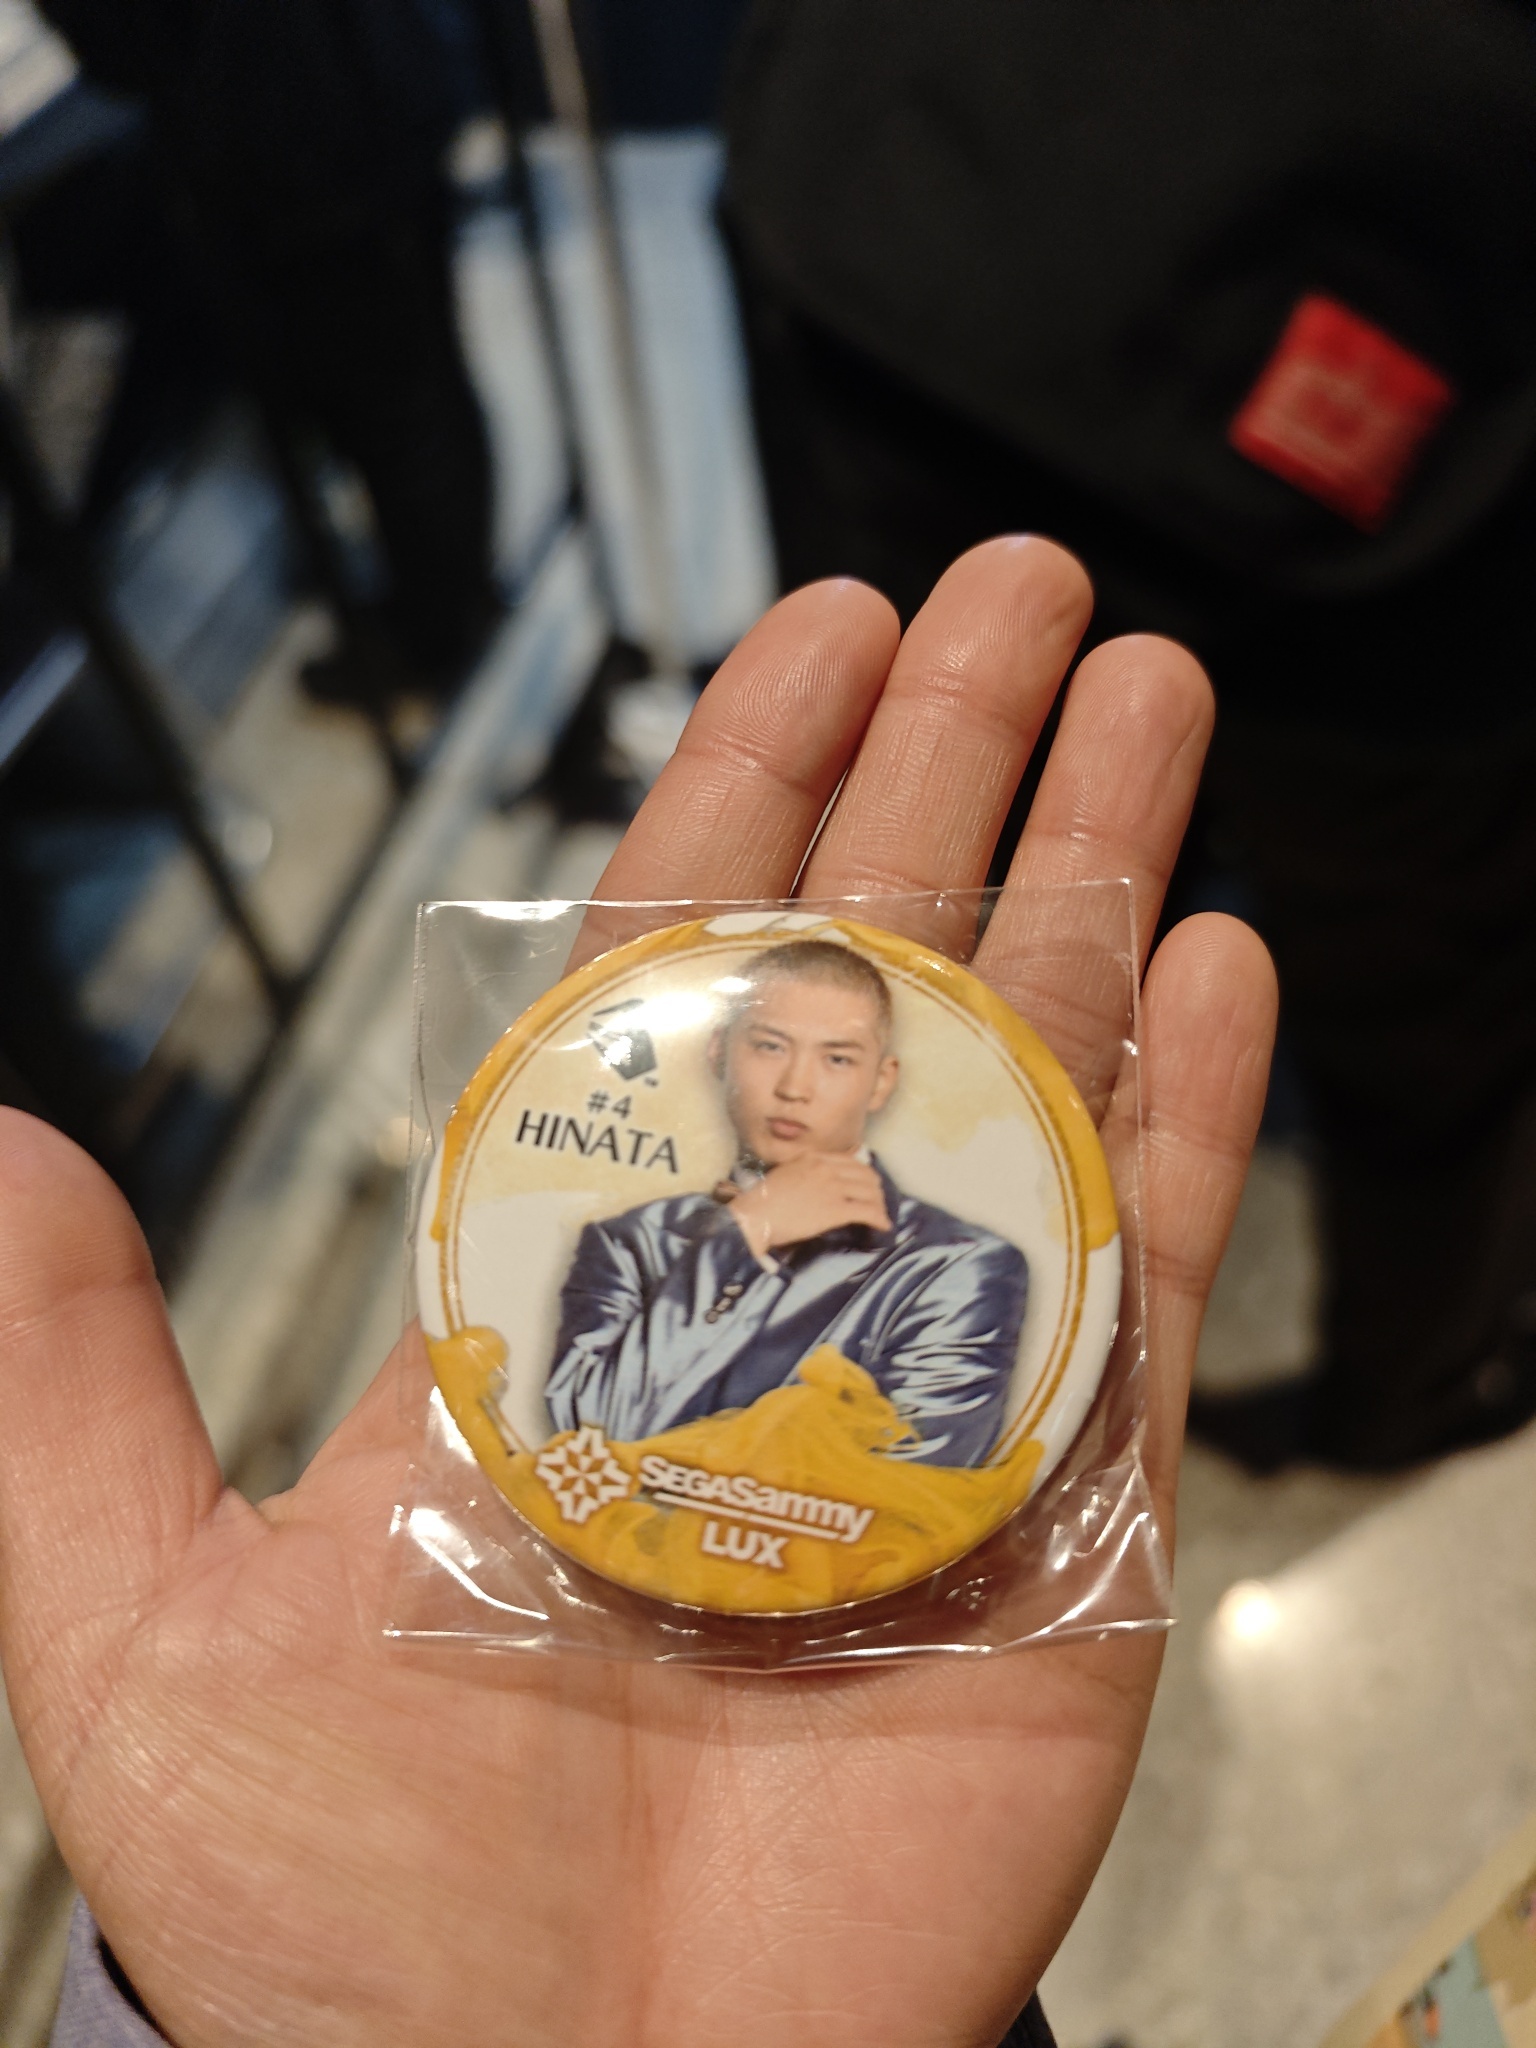 #4
HINATA
SEGASammy
LUX